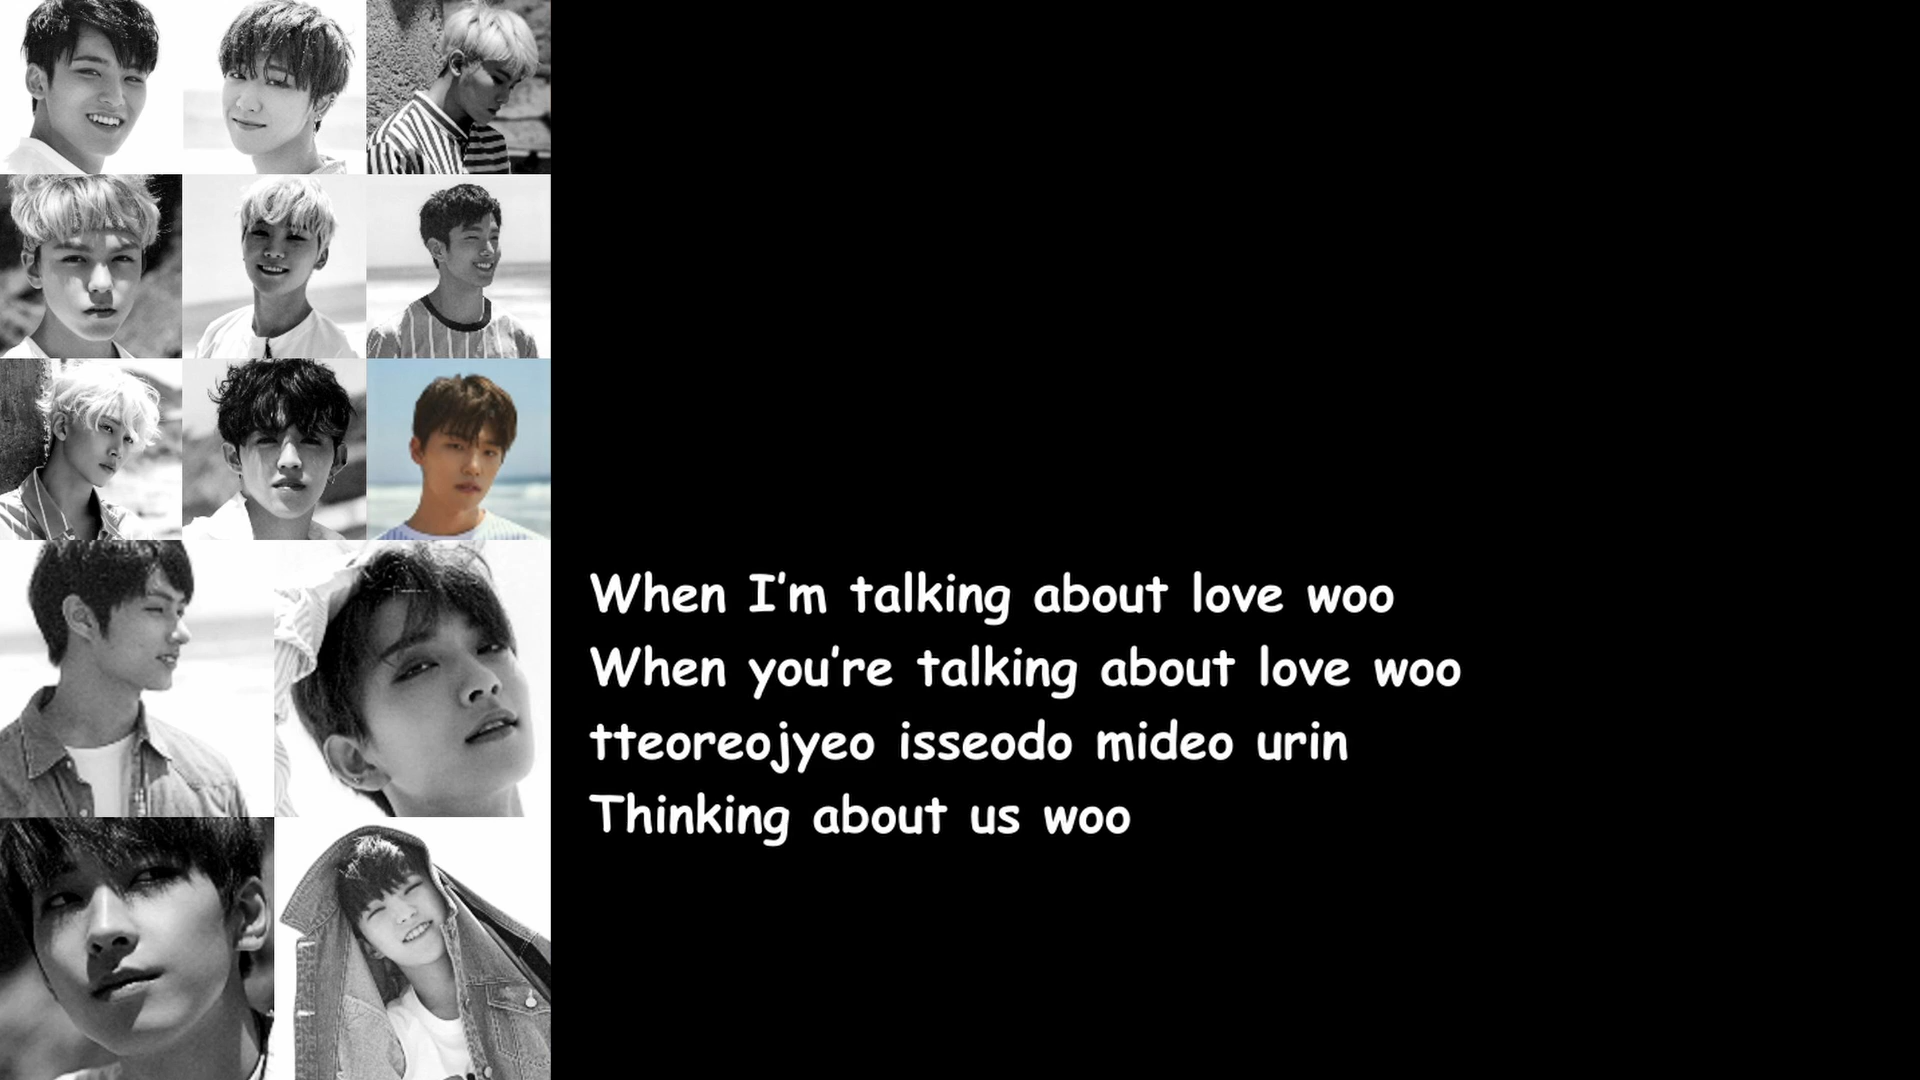 When I'm talking about love woo
When you're talking about love woo
tteoreojyeo isseodo mideo urin
Thinking about us woo